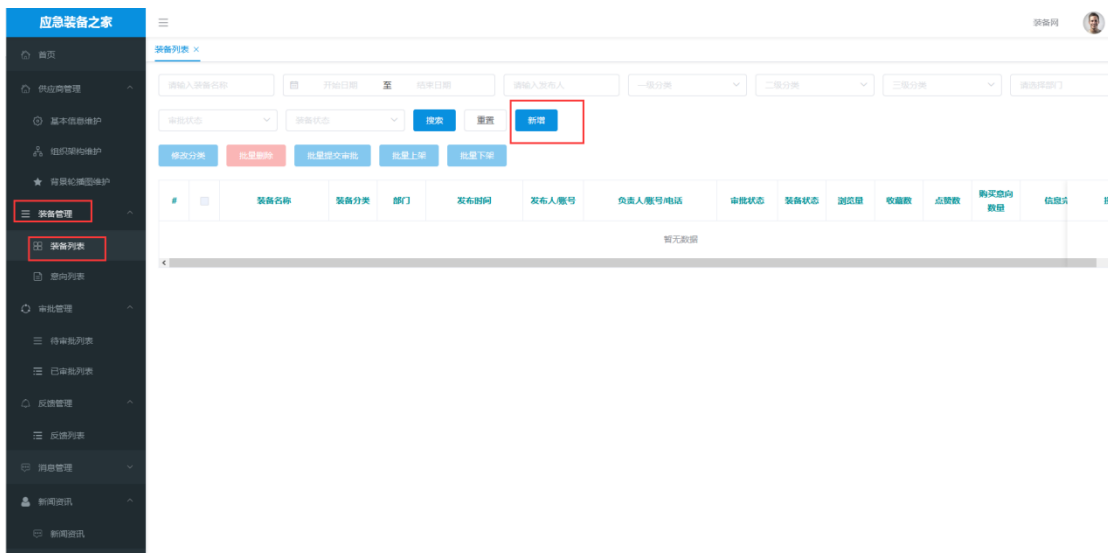 应急装备之家
装备网
首页
装备列表 ×
供应商管理
基本信息维护
组织架构维护
背景轮播图维护
装备管理
装备列表
意向列表
审批管理
待审批列表
已审批列表
反馈管理
反馈列表
消息管理
新闻资讯
新闻资讯
请输入装备名称 开始日期 至 结束日期 请输入发布人 一级分类 二级分类 三级分类 请选择部门
审批状态 装备状态 搜索 重置 新增
修改分类 批量删除 批量提交审批 批量上架 批量下架
# 装备名称 装备分类 部门 发布时间 发布人/账号 负责人/账号/电话 审批状态 装备状态 浏览量 收藏数 点赞数 购买意向数量 信息
暂无数据